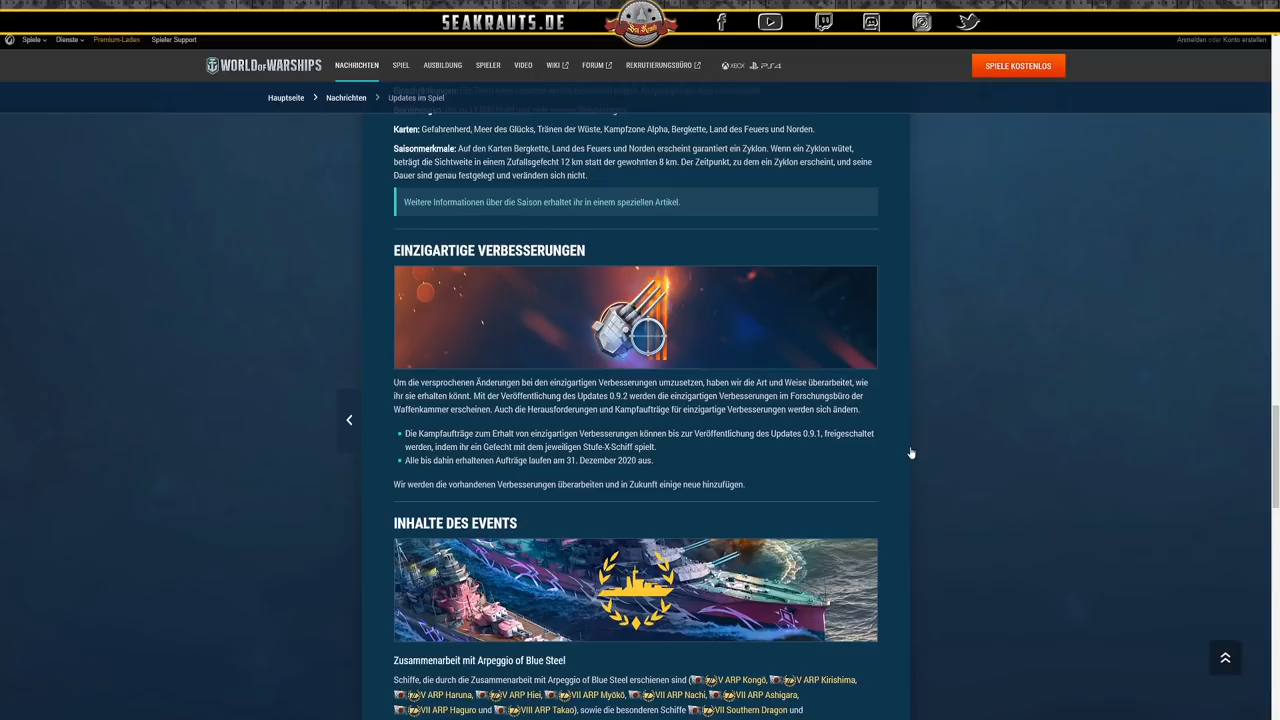 SEAKRAUTS.DE
Spiele Dienste Premium-Laden Spieler Support
Anmelden oder Konto erstellen
WORLD OF WARSHIPS NACHRICHTEN SPIEL AUSBILDUNG SPIELER VIDEO WIKI FORUM REKRUTIERUNGSBÜRO XBOX PS4 SPIELE KOSTENLOS
Hauptseite > Nachrichten > Updates im Spiel
Karten: Gefahrenherd, Meer des Glücks, Tränen der Wüste, Kampfzone Alpha, Bergkette, Land des Feuers und Norden.
Saisonmerkmale: Auf den Karten Bergkette, Land des Feuers und Norden erscheint garantiert ein Zyklon. Wenn ein Zyklon wütet,
beträgt die Sichtweite in einem Zufallsgefecht 12 km statt der gewohnten 8 km. Der Zeitpunkt, zu dem ein Zyklon erscheint, und seine
Dauer sind genau festgelegt und verändern sich nicht.
Weitere Informationen über die Saison erhaltet ihr in einem speziellen Artikel.
EINZIGARTIGE VERBESSERUNGEN
Um die versprochenen Änderungen bei den einzigartigen Verbesserungen umzusetzen, haben wir die Art und Weise überarbeitet, wie
ihr sie erhalten könnt. Mit der Veröffentlichung des Updates 0.9.2 werden die einzigartigen Verbesserungen im Forschungsbüro der
Waffenkammer erscheinen. Auch die Herausforderungen und Kampfaufträge für einzigartige Verbesserungen werden sich ändern.
• Die Kampfaufträge zum Erhalt von einzigartigen Verbesserungen können bis zur Veröffentlichung des Updates 0.9.1, freigeschaltet
werden, indem ihr ein Gefecht mit dem jeweiligen Stufe-X-Schiff spielt.
• Alle bis dahin erhaltenen Aufträge laufen am 31. Dezember 2020 aus.
Wir werden die vorhandenen Verbesserungen überarbeiten und in Zukunft einige neue hinzufügen.
INHALTE DES EVENTS
Zusammenarbeit mit Arpeggio of Blue Steel
Schiffe, die durch die Zusammenarbeit mit Arpeggio of Blue Steel erschienen sind (V ARP Kongō, V ARP Kirishima,
V ARP Haruna, V ARP Hiei, VII ARP Myōkō, VII ARP Nachi, VII ARP Ashigara,
VII ARP Haguro und VIII ARP Takao), sowie die besonderen Schiffe VII Southern Dragon und